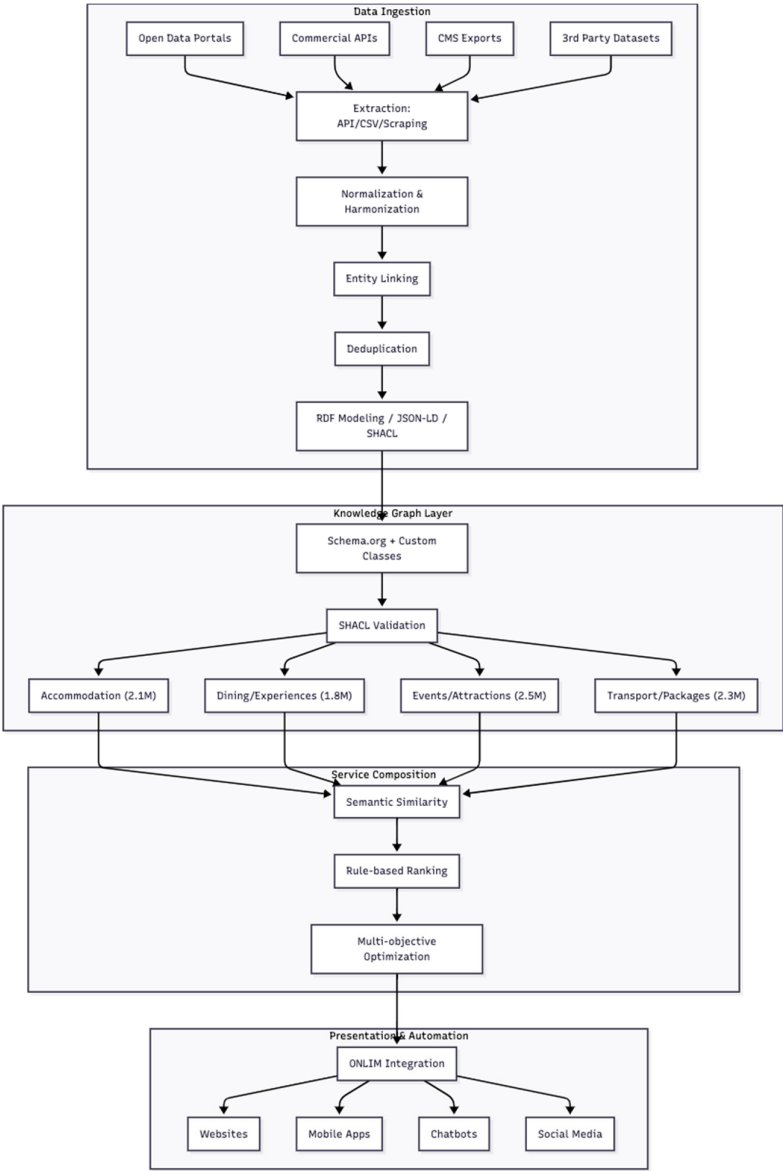 Data Ingestion
Open Data Portals
Commercial APIs
CMS Exports
3rd Party Datasets
Extraction:
API/CSV/Scraping
Normalization &
Harmonization
Entity Linking
Deduplication
RDF Modeling / JSON-LD /
SHACL
Knowledge Graph Layer
Schema.org + Custom
Classes
SHACL Validation
Accommodation (2.1M)
Dining/Experiences (1.8M)
Events/Attractions (2.5M)
Transport/Packages (2.3M)
Service Composition
Semantic Similarity
Rule-based Ranking
Multi-objective
Optimization
Presentation & Automation
ONLIM Integration
Websites
Mobile Apps
Chatbots
Social Media